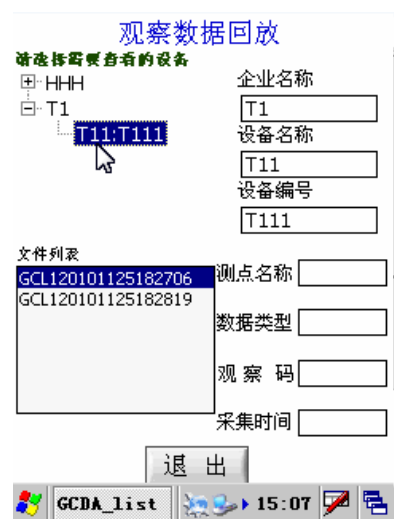 观察数据回放
请选择需要查看的设备
HHH
T1
T11:T111
企业名称
T1
设备名称
T11
设备编号
T111
文件列表
GCL120101125182706
GCL120101125182819
测点名称
数据类型
观 察 码
采集时间
退 出
GCDA_list
15:07